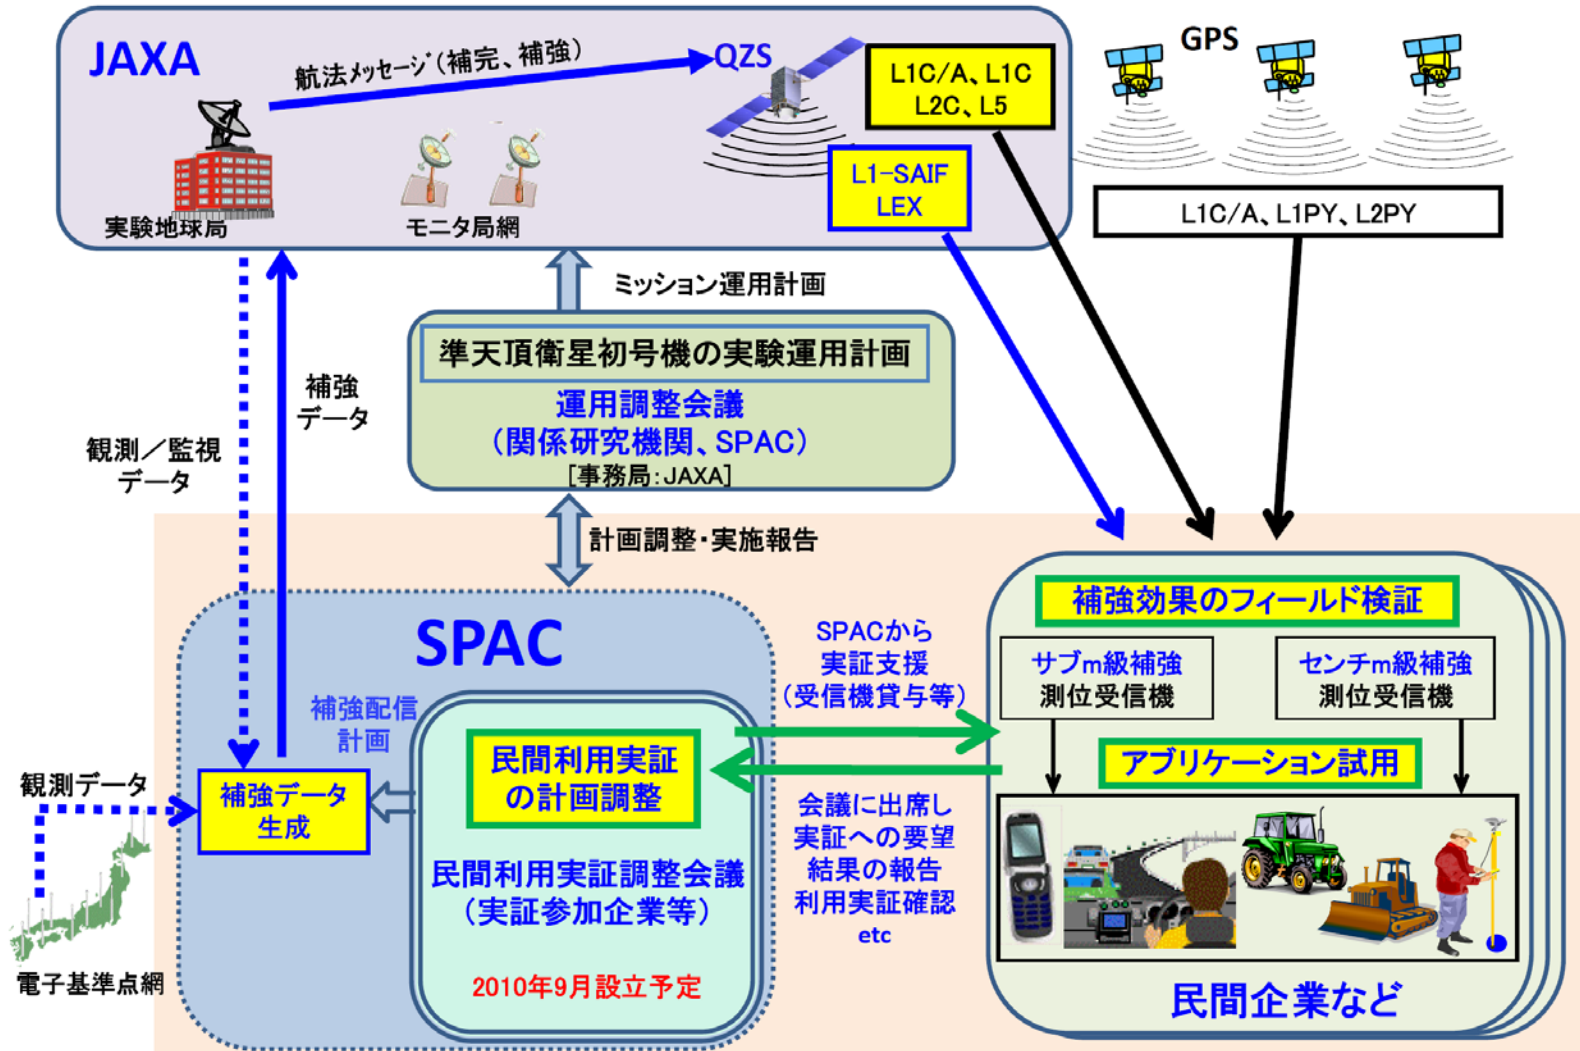 JAXA
航法メッセージ(補完、補強)
QZS
L1C/A、L1C
L2C、L5
GPS
L1-SAIF
LEX
L1C/A、L1PY、L2PY
実験地球局
モニタ局網
ミッション運用計画
準天頂衛星初号機の実験運用計画
運用調整会議
(関係研究機関、SPAC)
[事務局:JAXA]
補強
データ
観測/監視
データ
計画調整・実施報告
SPAC
補強配信
計画
民間利用実証
の計画調整
民間利用実証調整会議
(実証参加企業等)
2010年9月設立予定
補強データ
生成
観測データ
電子基準点網
SPACから
実証支援
(受信機貸与等)
会議に出席し
実証への要望
結果の報告
利用実証確認
etc
補強効果のフィールド検証
サブm級補強
測位受信機
センチm級補強
測位受信機
アプリケーション試用
民間企業など